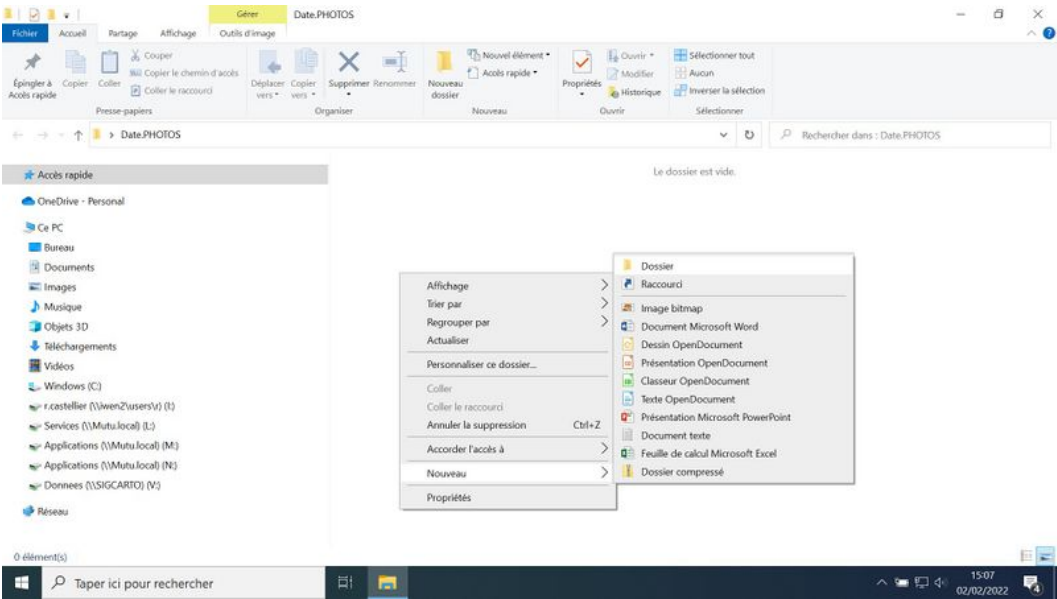 Gérer
Date.PHOTOS
Fichier
Accueil
Partage
Affichage
Outils d'image
Épingler à
Accès rapide
Copier
Coller
Couper
Copier le chemin d'accès
Coller le raccourci
Presse-papiers
Déplacer
vers
Copier
vers
Supprimer
Renommer
Organiser
Nouveau
dossier
Nouvel élément
Accès rapide
Nouveau
Propriétés
Ouvrir
Modifier
Historique
Ouvrir
Sélectionner tout
Aucun
Inverser la sélection
Sélectionner
Date.PHOTOS
Rechercher dans : Date.PHOTOS
Accès rapide
OneDrive - Personal
Ce PC
Bureau
Documents
Images
Musique
Objets 3D
Téléchargements
Vidéos
Windows (C:)
r.castellier (\\iwen2\users\r) (I:)
Services (\\Mutu.local) (L:)
Applications (\\Mutu.local) (M:)
Applications (\\Mutu.local) (N:)
Donnees (\\SIGCARTO) (V:)
Réseau
Le dossier est vide.
Affichage
Trier par
Regrouper par
Actualiser
Personnaliser ce dossier...
Coller
Coller le raccourci
Annuler la suppression Ctrl+Z
Accorder l'accès à
Nouveau
Propriétés
Dossier
Raccourci
Image bitmap
Document Microsoft Word
Dessin OpenDocument
Présentation OpenDocument
Classeur OpenDocument
Texte OpenDocument
Présentation Microsoft PowerPoint
Document texte
Feuille de calcul Microsoft Excel
Dossier compressé
0 élément(s)
Taper ici pour rechercher
15:07
02/02/2022
4